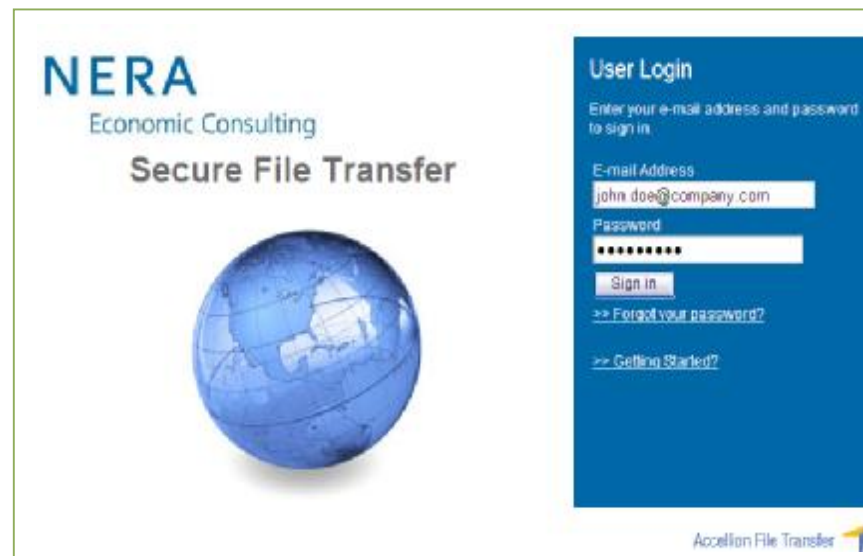 NERA
Economic Consulting
Secure File Transfer
User Login
Enter your e-mail address and password
to sign in
E-mail Address
john.doe@company.com
Password
•••••••••
Sign in
>> Forgot your password?
>> Getting Started?
Accellion File Transfer